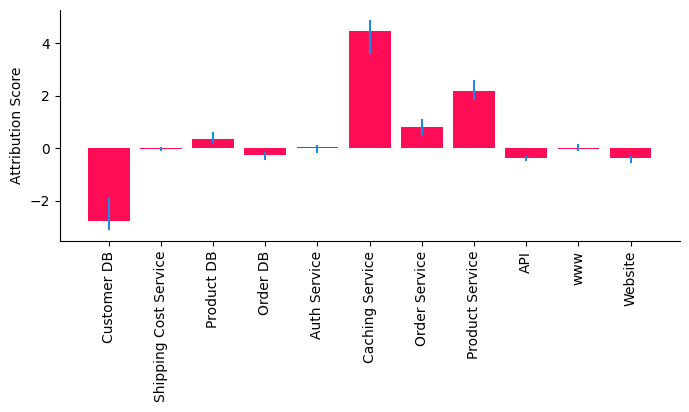 Attribution Score
4
2
0
−2
Customer DB
Shipping Cost Service
Product DB
Order DB
Auth Service
Caching Service
Order Service
Product Service
API
www
Website